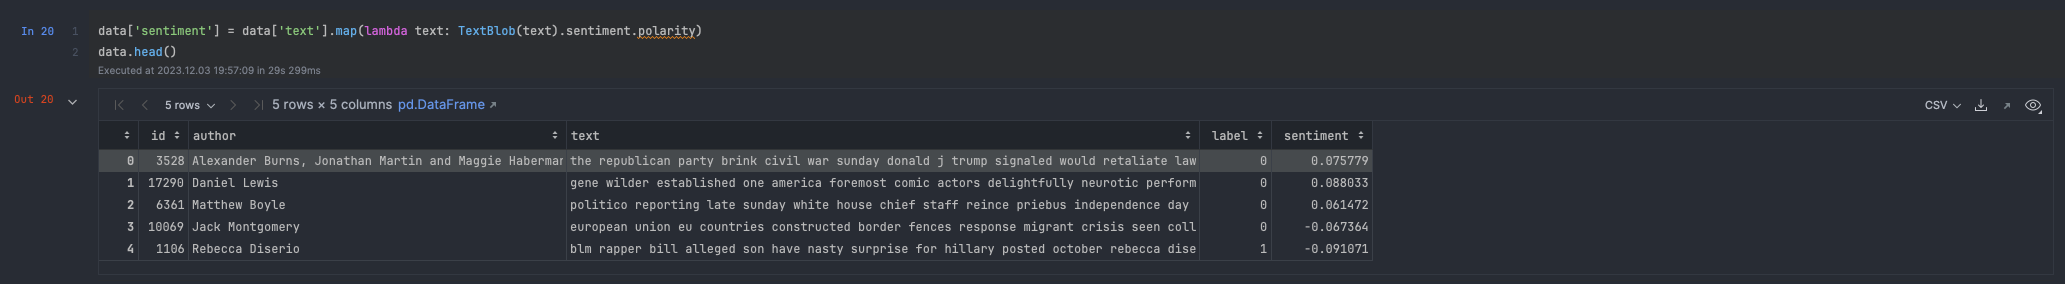 In 20 1 data['sentiment'] = data['text'].map(lambda text: TextBlob(text).sentiment.polarity)
2 data.head()
Executed at 2023.12.03 19:57:09 in 29s 299ms
Out 20 5 rows 5 rows × 5 columns pd.DataFrame CSV
id author text label sentiment
0 3528 Alexander Burns, Jonathan Martin and Maggie Haberman the republican party brink civil war sunday donald j trump signaled would retaliate law 0 0.075779
1 17290 Daniel Lewis gene wilder established one america foremost comic actors delightfully neurotic perform 0 0.088033
2 6361 Matthew Boyle politico reporting late sunday white house chief staff reince priebus independence day 0 0.061472
3 10069 Jack Montgomery european union eu countries constructed border fences response migrant crisis seen coll 0 -0.067364
4 1106 Rebecca Diserio blm rapper bill alleged son have nasty surprise for hillary posted october rebecca dise 1 -0.091071